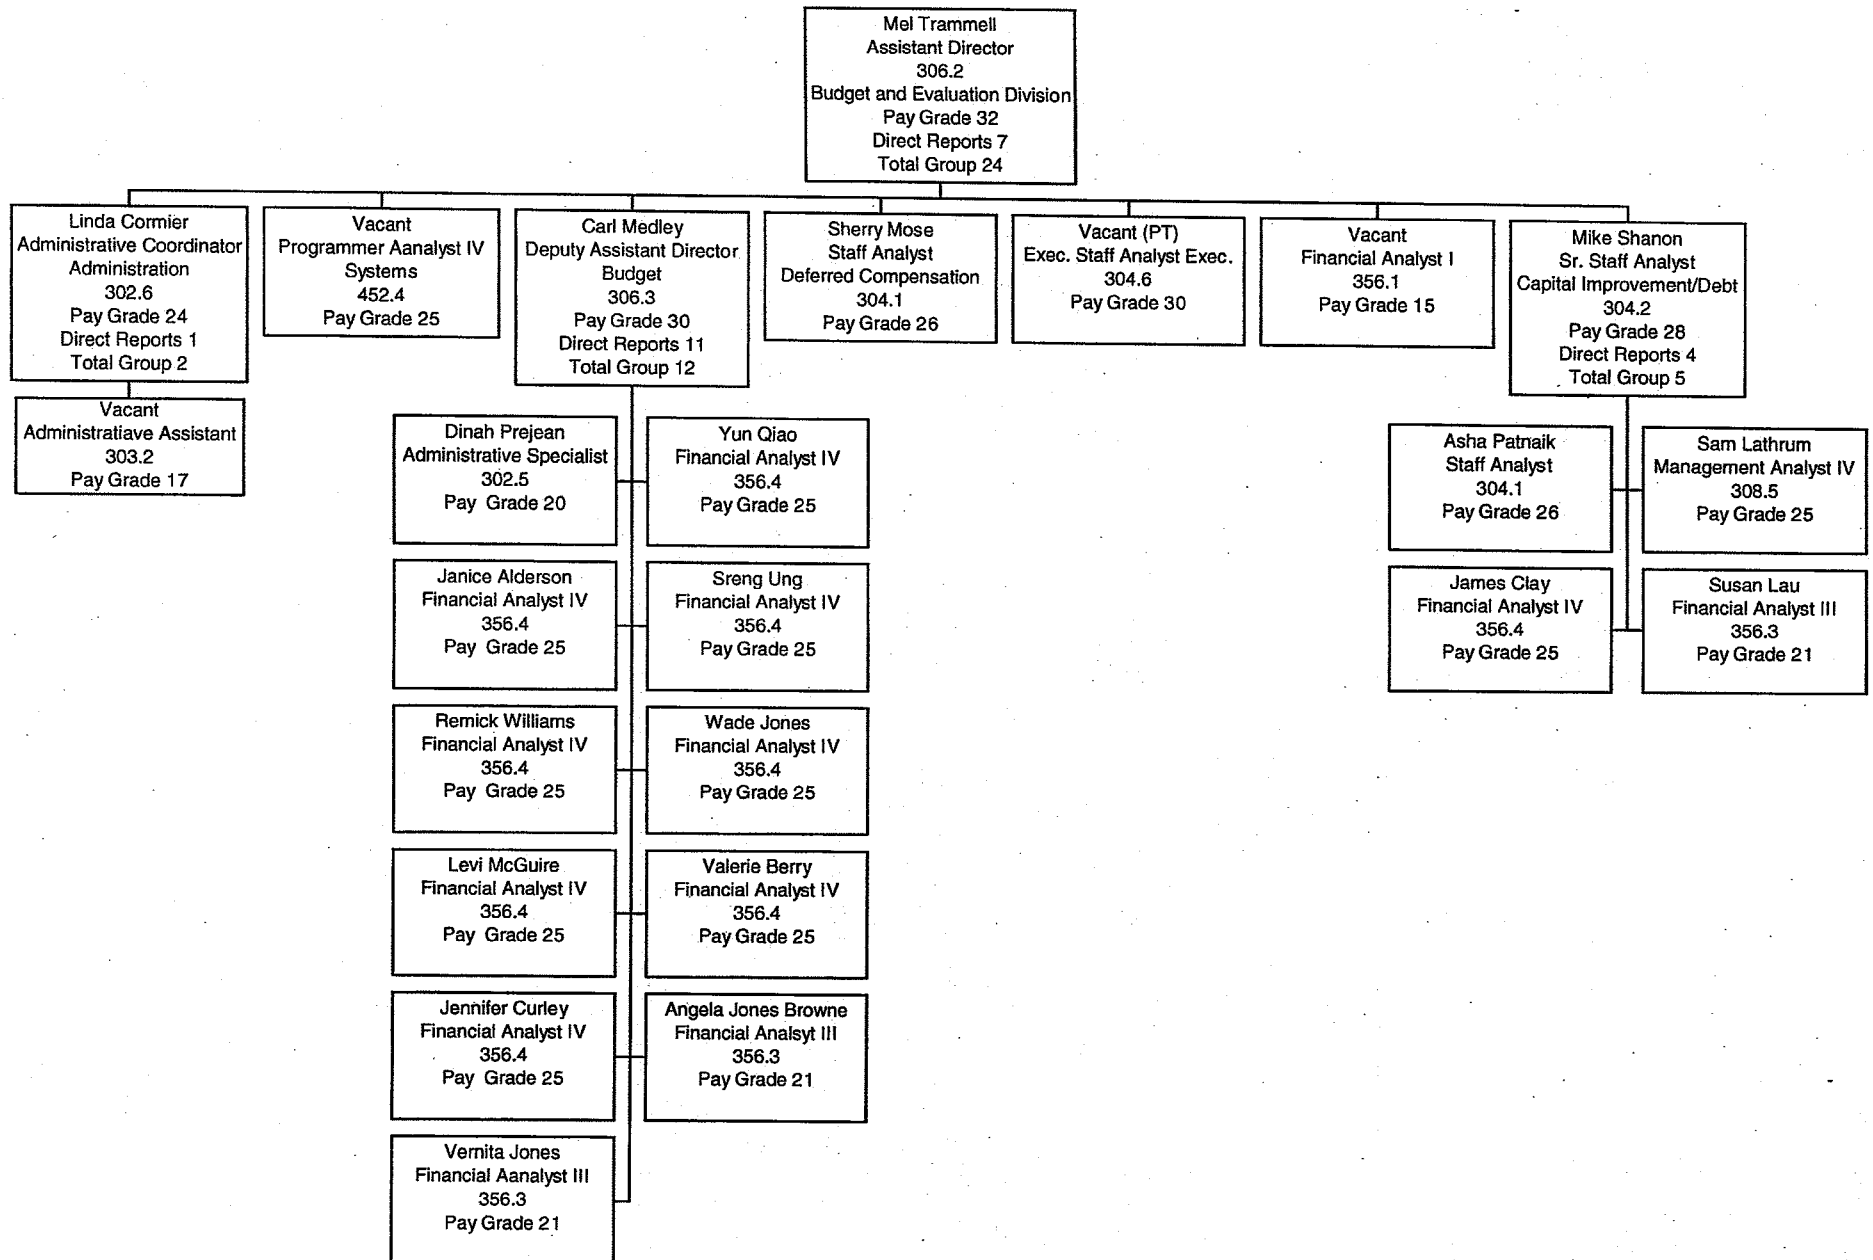 Mel Trammell
Assistant Director
306.2
Budget and Evaluation Division
Pay Grade 32
Direct Reports 7
Total Group 24
Linda Cormier
Administrative Coordinator
Administration
302.6
Pay Grade 24
Direct Reports 1
Total Group 2
Vacant
Programmer Aanalyst IV
Systems
452.4
Pay Grade 25
Carl Medley
Deputy Assistant Director
Budget
306.3
Pay Grade 30
Direct Reports 11
Total Group 12
Sherry Mose
Staff Analyst
Deferred Compensation
304.1
Pay Grade 26
Vacant (PT)
Exec. Staff Analyst Exec.
304.6
Pay Grade 30
Vacant
Financial Analyst I
356.1
Pay Grade 15
Mike Shanon
Sr. Staff Analyst
Capital Improvement/Debt
304.2
Pay Grade 28
Direct Reports 4
Total Group 5
Vacant
Administratiave Assistant
303.2
Pay Grade 17
Dinah Prejean
Administrative Specialist
302.5
Pay Grade 20
Yun Qiao
Financial Analyst IV
356.4
Pay Grade 25
Janice Alderson
Financial Analyst IV
356.4
Pay Grade 25
Sreng Ung
Financial Analyst IV
356.4
Pay Grade 25
Remick Williams
Financial Analyst IV
356.4
Pay Grade 25
Wade Jones
Financial Analyst IV
356.4
Pay Grade 25
Levi McGuire
Financial Analyst IV
356.4
Pay Grade 25
Valerie Berry
Financial Analyst IV
356.4
Pay Grade 25
Jennifer Curley
Financial Analyst IV
356.4
Pay Grade 25
Angela Jones Browne
Financial Analsyt III
356.3
Pay Grade 21
Vernita Jones
Financial Aanalyst III
356.3
Pay Grade 21
Asha Patnaik
Staff Analyst
304.1
Pay Grade 26
Sam Lathrum
Management Analyst IV
308.5
Pay Grade 25
James Clay
Financial Analyst IV
356.4
Pay Grade 25
Susan Lau
Financial Analyst III
356.3
Pay Grade 21